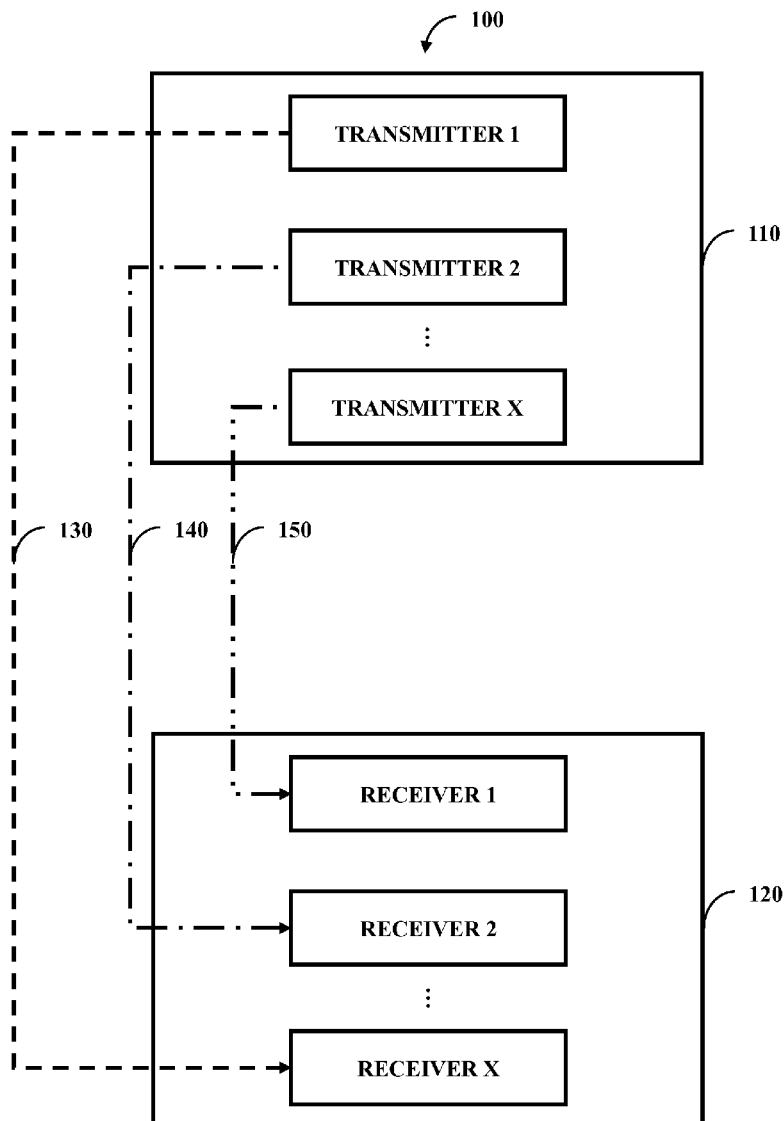 100
TRANSMITTER 1
110
TRANSMITTER 2
⋮
TRANSMITTER X
130
140
150
RECEIVER 1
120
RECEIVER 2
⋮
RECEIVER X